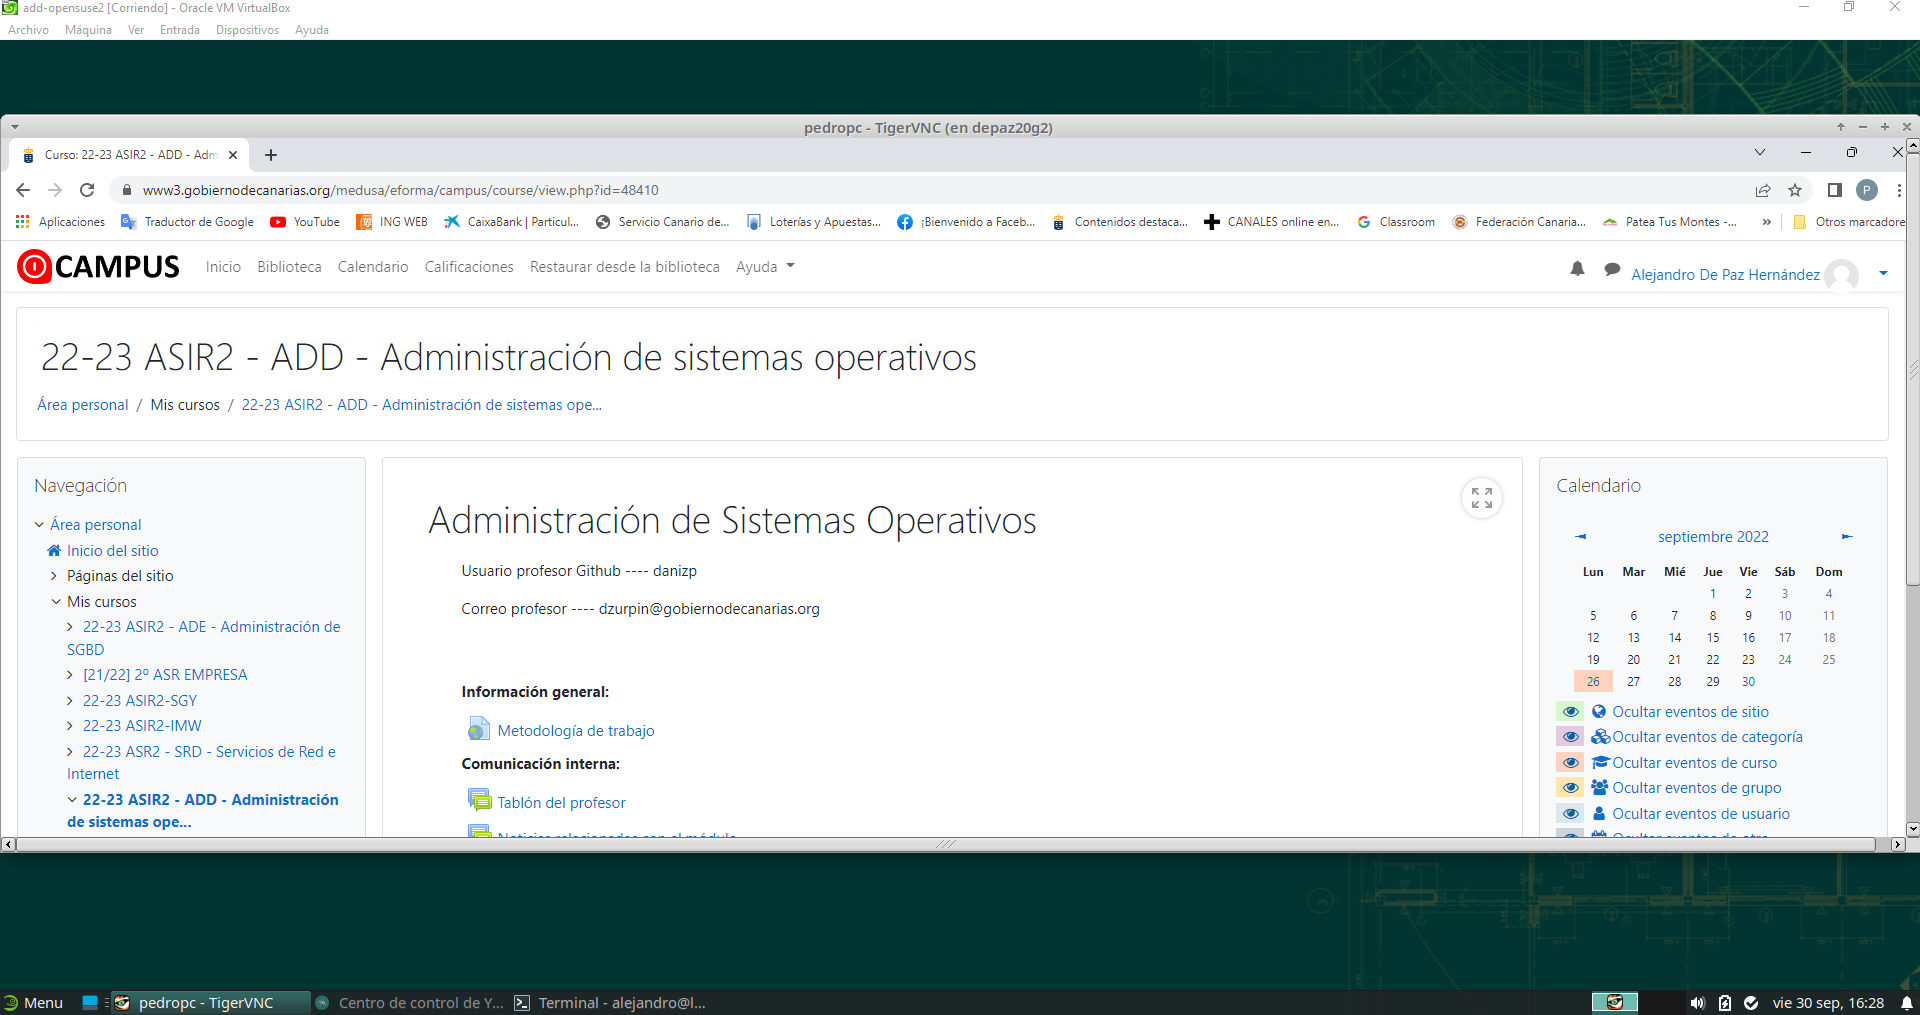 add-opensuse2 [Corriendo] - Oracle VM VirtualBox
Archivo Máquina Ver Entrada Dispositivos Ayuda
pedropc - TigerVNC (en depaz20g2)
Curso: 22-23 ASIR2 - ADD - Adm
www3.gobiernodecanarias.org/medusa/eforma/campus/course/view.php?id=48410
P
Aplicaciones Traductor de Google YouTube ING WEB CaixaBank | Particul... Servicio Canario de... Loterías y Apuestas... ¡Bienvenido a Faceb... Contenidos destaca... CANALES online en... Classroom Federación Canaria... Patea Tus Montes -... » Otros marcadore
CAMPUS Inicio Biblioteca Calendario Calificaciones Restaurar desde la biblioteca Ayuda Alejandro De Paz Hernández
22-23 ASIR2 - ADD - Administración de sistemas operativos
Área personal / Mis cursos / 22-23 ASIR2 - ADD - Administración de sistemas ope...
Navegación
Área personal
Inicio del sitio
Páginas del sitio
Mis cursos
22-23 ASIR2 - ADE - Administración de
SGBD
[21/22] 2º ASR EMPRESA
22-23 ASIR2-SGY
22-23 ASIR2-IMW
22-23 ASR2 - SRD - Servicios de Red e
Internet
22-23 ASIR2 - ADD - Administración
de sistemas ope...
Administración de Sistemas Operativos
Usuario profesor Github ---- danizp
Correo profesor ---- dzurpin@gobiernodecanarias.org
Información general:
Metodología de trabajo
Comunicación interna:
Tablón del profesor
Noticias relacionadas con el módulo
Calendario
◄ septiembre 2022 ►
Lun Mar Mié Jue Vie Sáb Dom
1 2 3 4
5 6 7 8 9 10 11
12 13 14 15 16 17 18
19 20 21 22 23 24 25
26 27 28 29 30
Ocultar eventos de sitio
Ocultar eventos de categoría
Ocultar eventos de curso
Ocultar eventos de grupo
Ocultar eventos de usuario
Ocultar eventos de otro
Menu pedropc - TigerVNC Centro de control de Y... Terminal - alejandro@l... vie 30 sep, 16:28